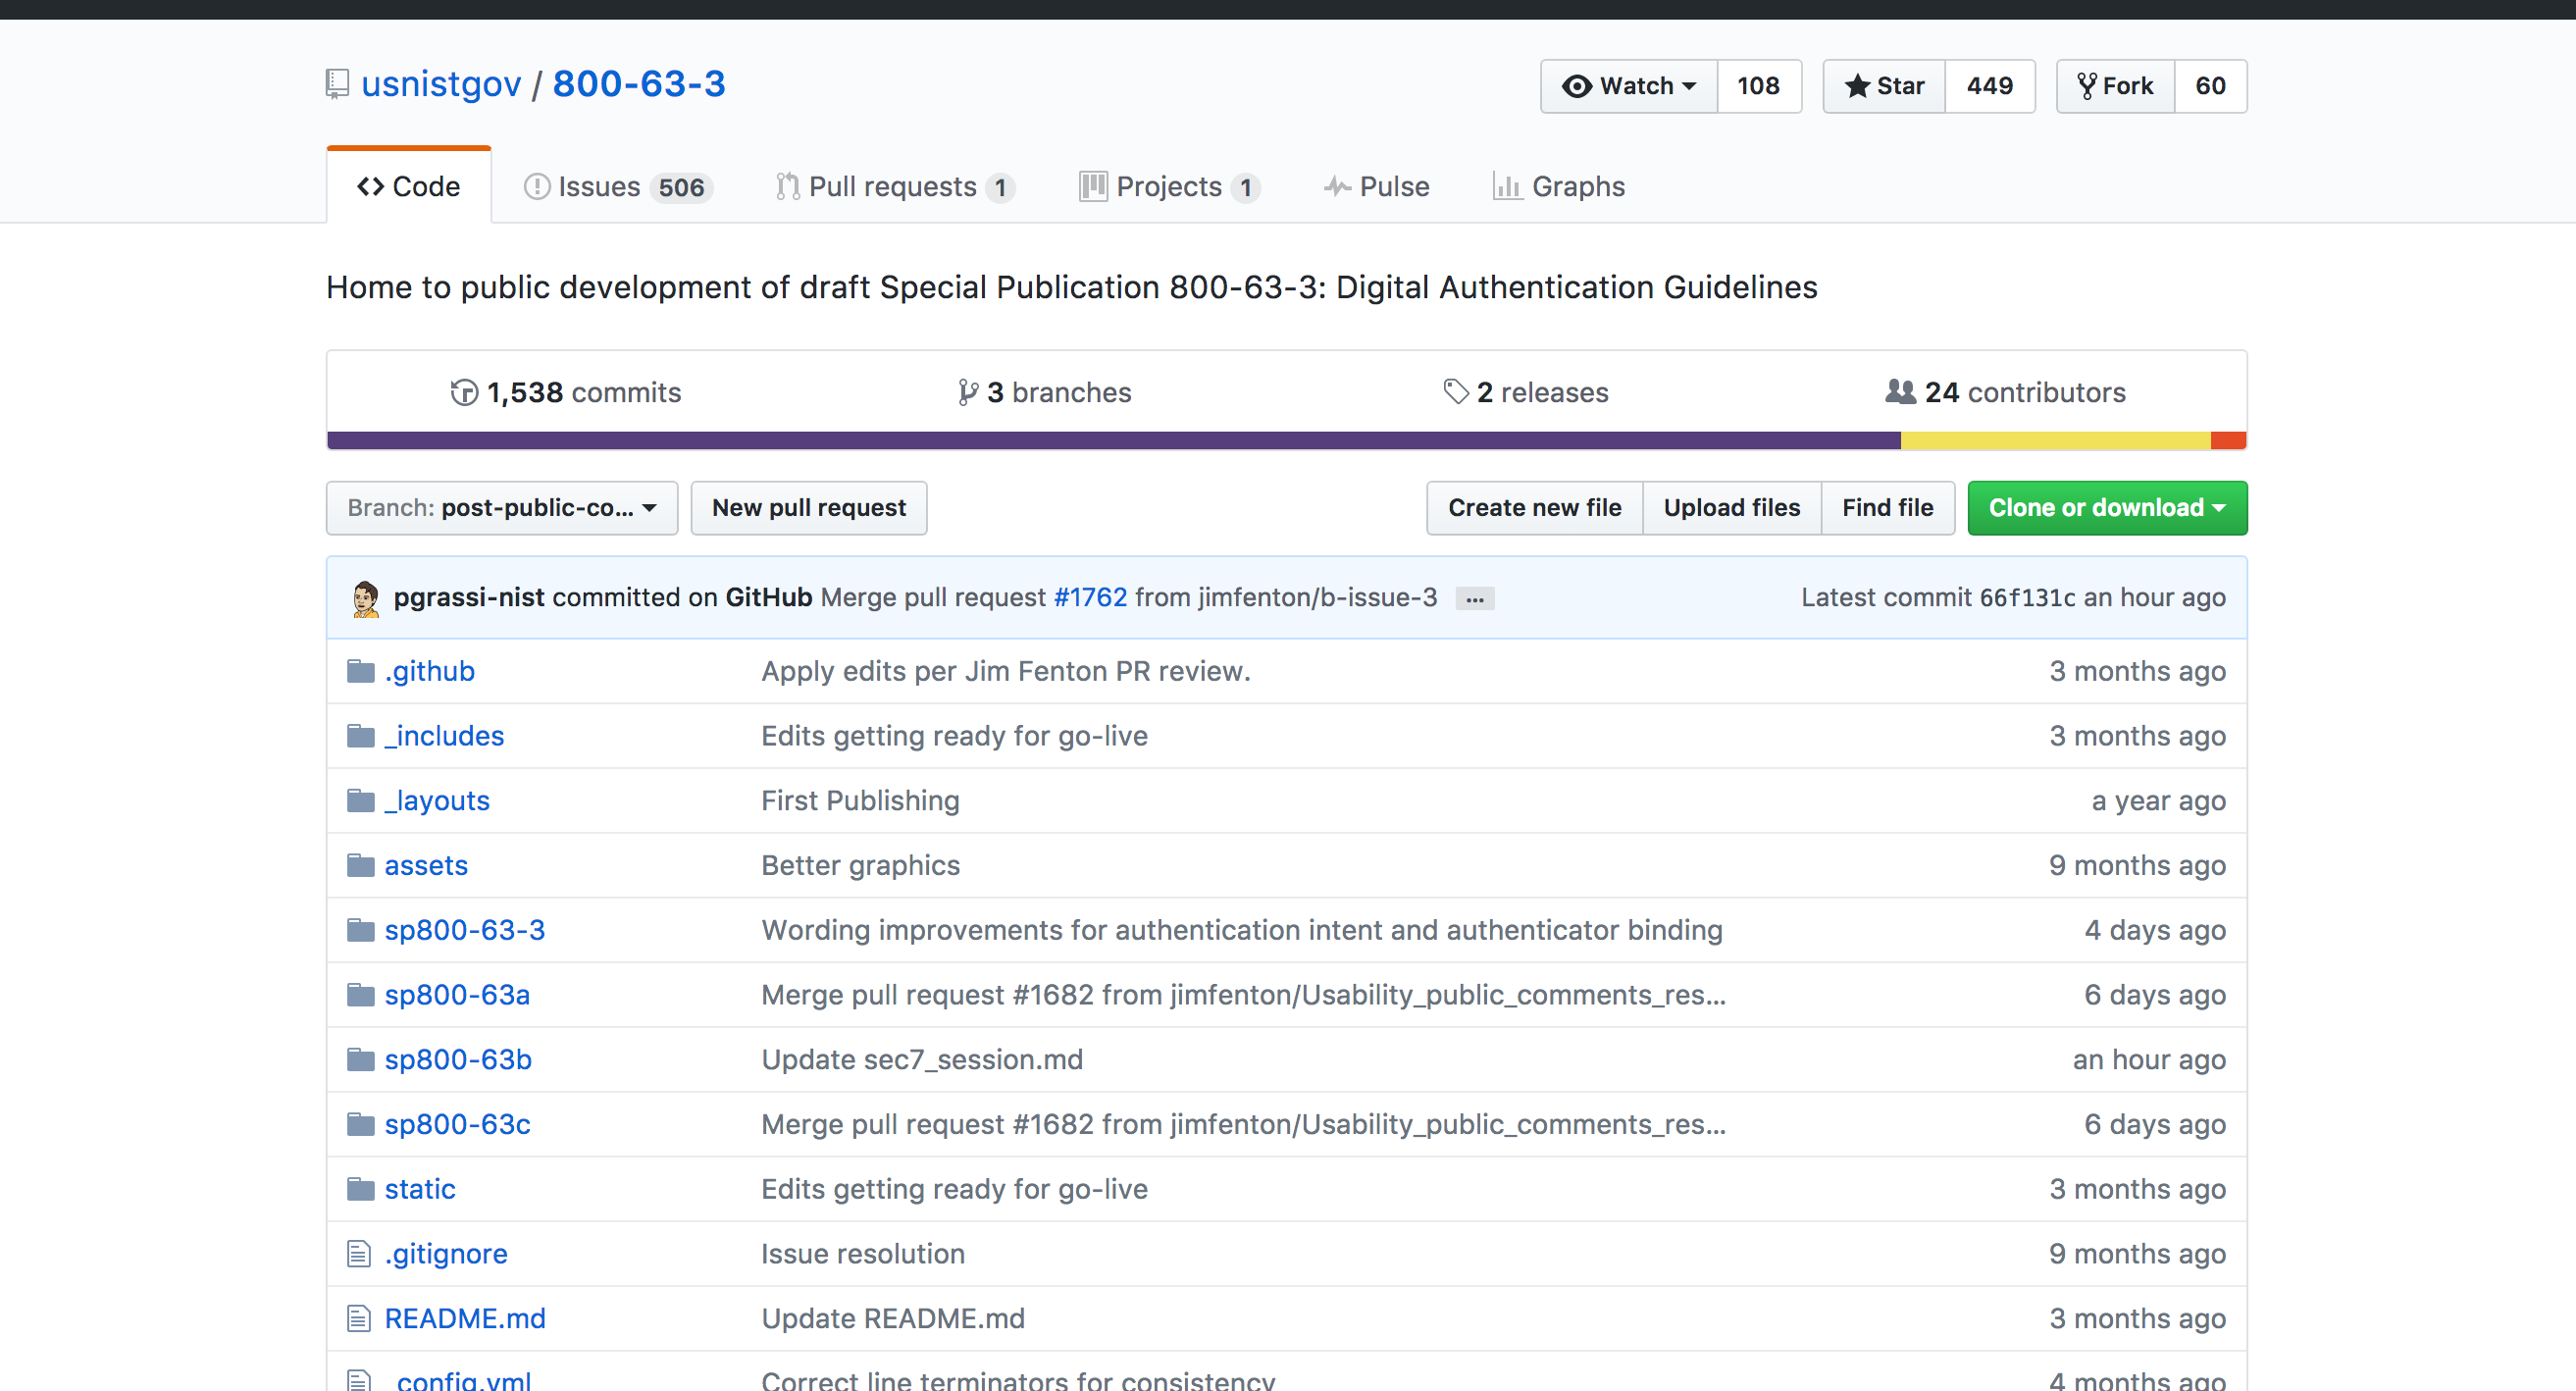 usnistgov / 800-63-3
Watch 108 Star 449 Fork 60
Code Issues 506 Pull requests 1 Projects 1 Pulse Graphs
Home to public development of draft Special Publication 800-63-3: Digital Authentication Guidelines
1,538 commits 3 branches 2 releases 24 contributors
Branch: post-public-co... New pull request Create new file Upload files Find file Clone or download
pgrassi-nist committed on GitHub Merge pull request #1762 from jimfenton/b-issue-3 ... Latest commit 66f131c an hour ago
.github Apply edits per Jim Fenton PR review. 3 months ago
_includes Edits getting ready for go-live 3 months ago
_layouts First Publishing a year ago
assets Better graphics 9 months ago
sp800-63-3 Wording improvements for authentication intent and authenticator binding 4 days ago
sp800-63a Merge pull request #1682 from jimfenton/Usability_public_comments_res... 6 days ago
sp800-63b Update sec7_session.md an hour ago
sp800-63c Merge pull request #1682 from jimfenton/Usability_public_comments_res... 6 days ago
static Edits getting ready for go-live 3 months ago
.gitignore Issue resolution 9 months ago
README.md Update README.md 3 months ago
_config.yml Correct line terminators for consistency 4 months ago